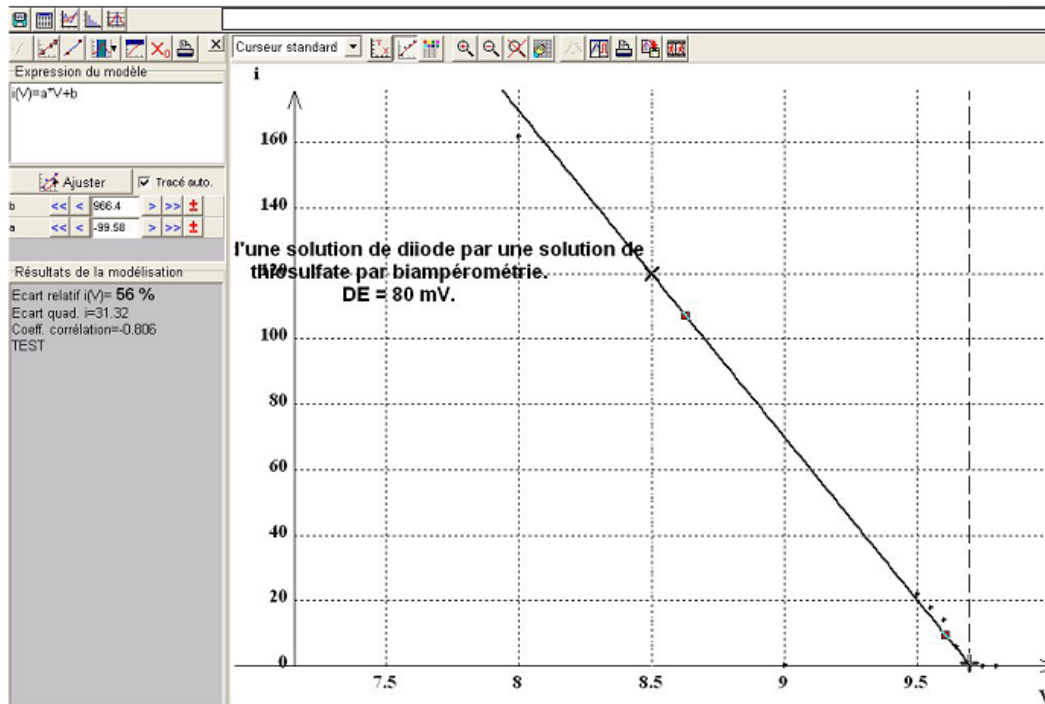 Curseur standard
Expression du modèle
i(V)=a*V+b
Ajuster
Tracé auto.
b << < 966.4 > >> ±
a << < -99.58 > >> ±
Résultats de la modélisation
Ecart relatif i(V)= 56 %
Ecart quad. i=31.32
Coeff. corrélation=-0.806
TEST
i
160
140
l'une solution de diiode par une solution de
thiosulfate par biampérométrie.
DE = 80 mV.
120
100
80
60
40
20
0
7.5 8 8.5 9 9.5
V